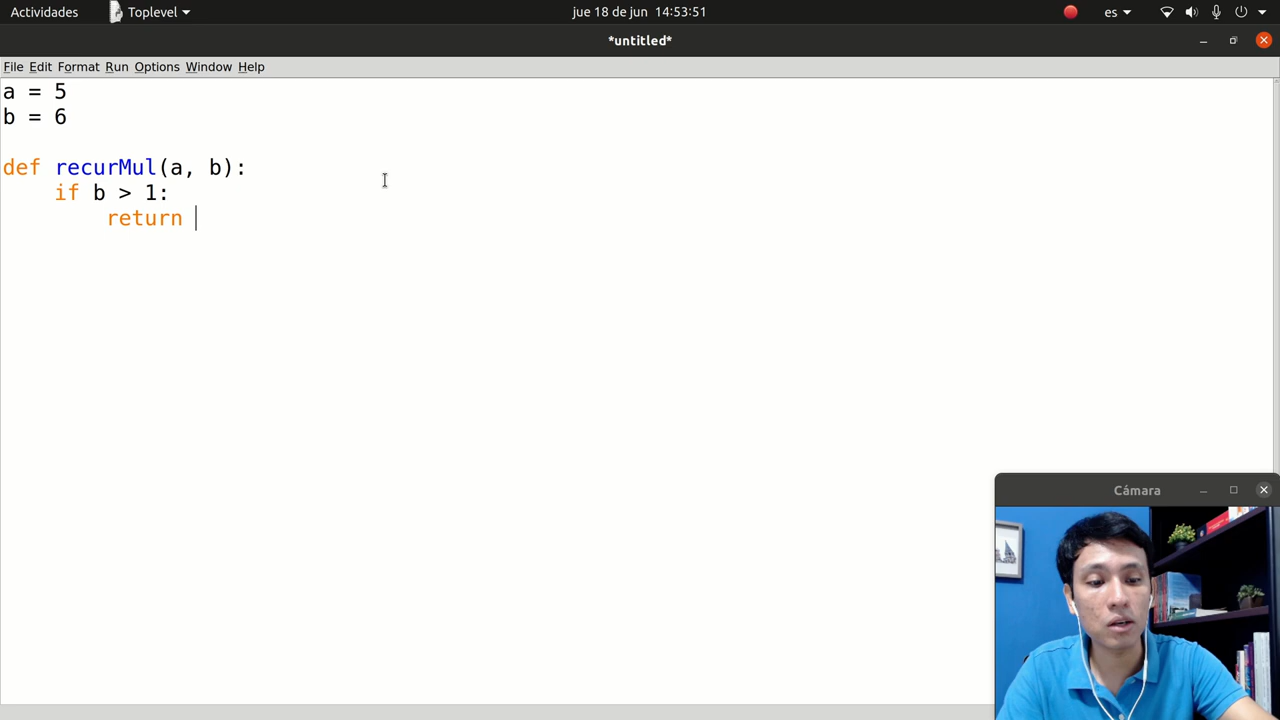 Actividades Toplevel jue 18 de jun 14:53:51 es
*untitled*
File Edit Format Run Options Window Help
a = 5
b = 6
def recurMul(a, b):
    if b > 1:
        return
Cámara